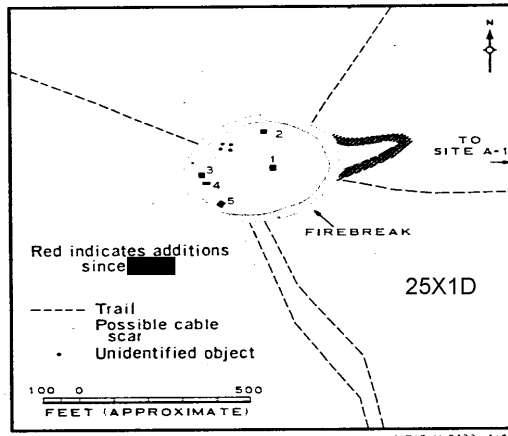 N
2
TO
SITE A-1
1
3
4
5
FIREBREAK
Red indicates additions
since
25X1D
Trail
Possible cable
scar
Unidentified object
100 0 500
FEET (APPROXIMATE)